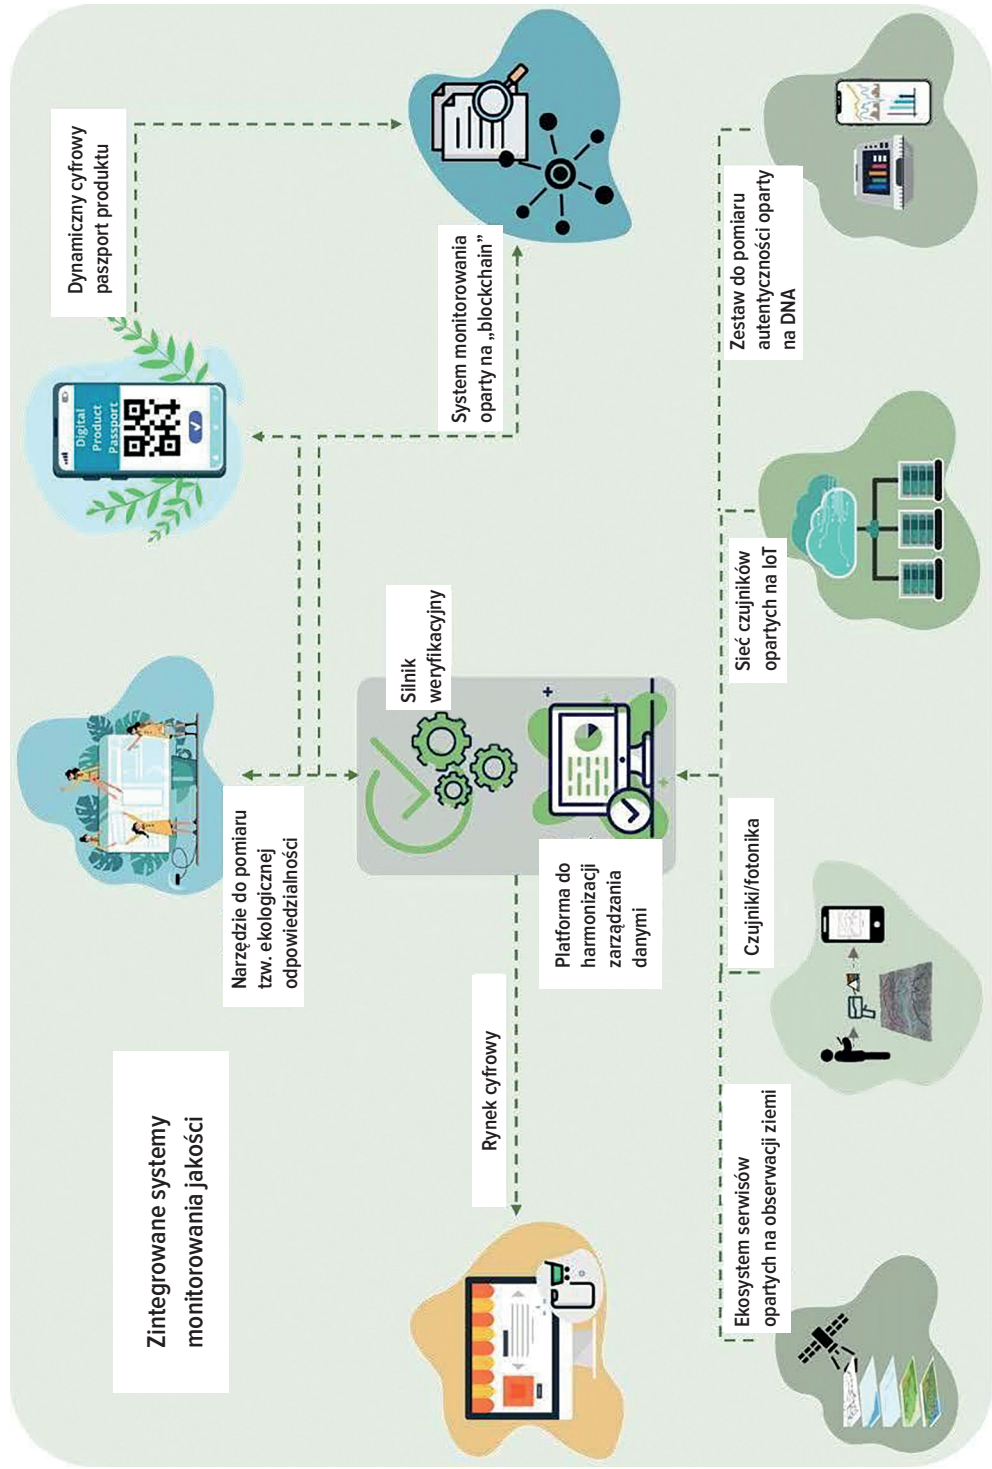 Zintegrowane systemy
monitorowania jakości
Narzędzie do pomiaru
tzw. ekologicznej
odpowiedzialności
Digital
Product
Passport
Dynamiczny cyfrowy
paszport produktu
Rynek cyfrowy
Silnik
weryfikacyjny
Platforma do
harmonizacji
zarządzania
danymi
System monitorowania
oparty na „blockchain”
Ekosystem serwisów
opartych na obserwacji ziemi
Czujniki/fotonika
Sieć czujników
opartych na IoT
Zestaw do pomiaru
autentyczności oparty
na DNA